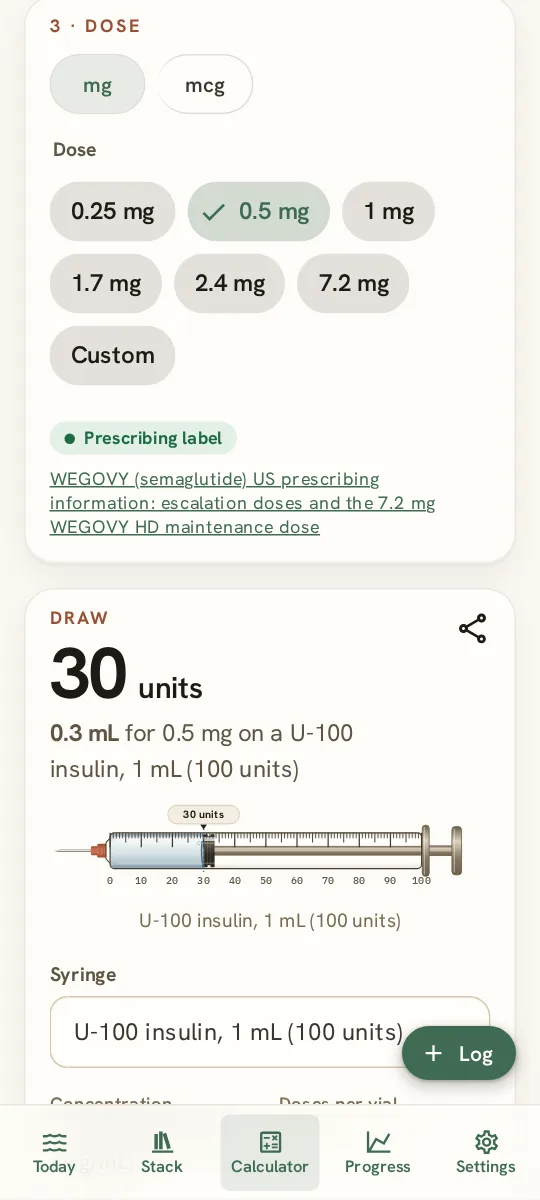 3 · DOSE
mg
mcg
Dose
0.25 mg
0.5 mg
1 mg
1.7 mg
2.4 mg
7.2 mg
Custom
Prescribing label
WEGOVY (semaglutide) US prescribing
information: escalation doses and the 7.2 mg
WEGOVY HD maintenance dose
DRAW
30 units
0.3 mL for 0.5 mg on a U-100
insulin, 1 mL (100 units)
30 units
0 10 20 30 40 50 60 70 80 90 100
U-100 insulin, 1 mL (100 units)
Syringe
U-100 insulin, 1 mL (100 units)
+ Log
Concentration
Doses per vial
Today
Stack
Calculator
Progress
Settings